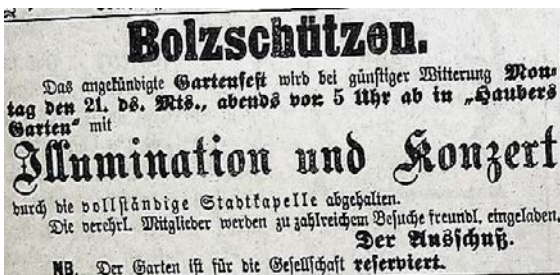 Bolzschützen.
Das angekündigte Gartenfest wird bei günstiger Witterung Mon-
tag den 21. ds. Mts., abends von 5 Uhr ab in „Haubers
Garten“ mit
Illumination und Konzert
durch die vollständige Stadtkapelle abgehalten.
Die verehrl. Mitglieder werden zu zahlreichem Besuche freundl. eingeladen.
Der Ausschuß.
NB. Der Garten ist für die Gesellschaft reserviert.